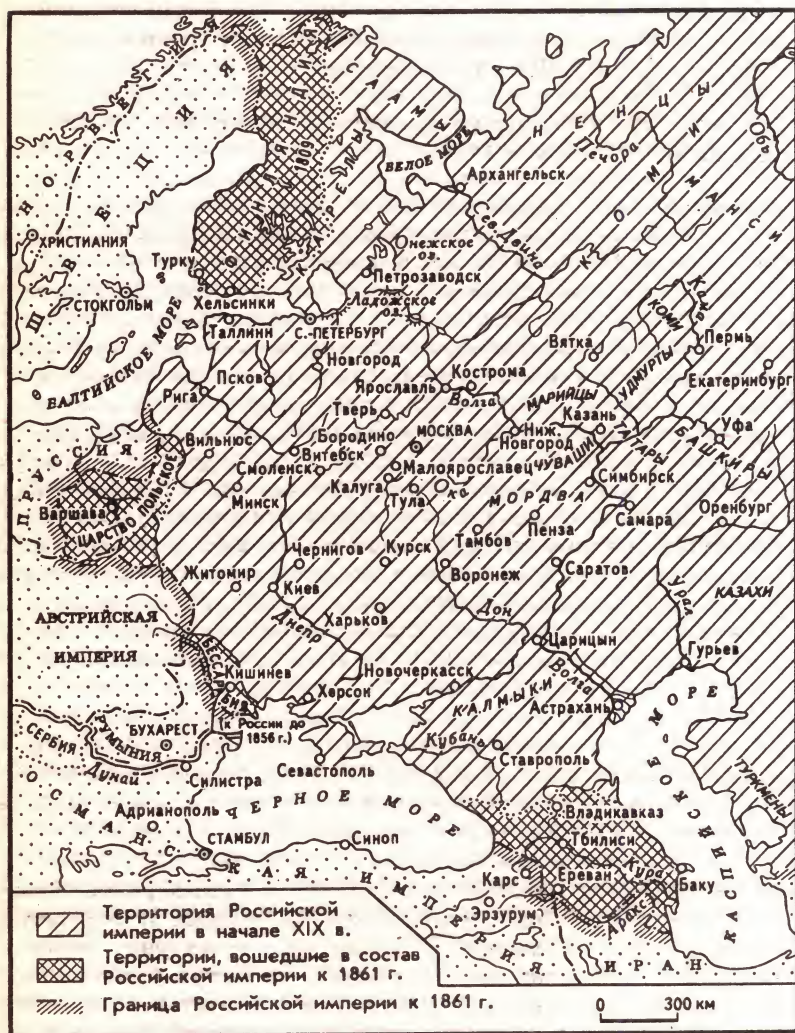 НОРВЕГИЯ
ШВЕЦИЯ
ФИНЛЯНДИЯ
1809
СААМЫ
КАРЕЛЫ
НЕНЦЫ
КОМИ
МАНСИ
Обь
Печора
БЕЛОЕ МОРЕ
Архангельск
Сев. Двина
ХРИСТИАНИЯ
Турку
СТОКГОЛЬМ
Хельсинки
Онежское
оз.
Петрозаводск
Ладожское
оз.
Таллинн
С.-ПЕТЕРБУРГ
БАЛТИЙСКОЕ МОРЕ
Новгород
Псков
Рига
Ярославль
Кострома
Волга
Тверь
Вятка
КОМИ
Кама
Пермь
УДМУРТЫ
Екатеринбург
МАРИЙЦЫ
Казань
Ниж.
Новгород
ТАТАРЫ
Уфа
БАШКИРЫ
ЧУВАШИ
Вильнюс
Бородино
МОСКВА
Витебск
Смоленск
Малоярославец
Калуга
Тула
Ока
МОРДВА
Симбирск
Самара
Оренбург
Минск
ПРУССИЯ
Варшава
ЦАРСТВО ПОЛЬСКОЕ
Тамбов
Пенза
Чернигов
Курск
Воронеж
Саратов
Житомир
Киев
Урал
КАЗАХИ
АВСТРИЙСКАЯ
ИМПЕРИЯ
Днепр
Харьков
Дон
Царицын
Гурьев
БЕССАРАБИЯ
Кишинев
Херсон
Новочеркасск
КАЛМЫКИ
Волга
Астрахань
(к России до
1856 г.)
БУХАРЕСТ
СЕРБИЯ
РУМЫНИЯ
Дунай
Силистра
Севастополь
Кубань
Ставрополь
КАСПИЙСКОЕ МОРЕ
ТУРКМЕНЫ
ОСМАНСКАЯ ИМПЕРИЯ
Адрианополь
ЧЕРНОЕ МОРЕ
СТАМБУЛ
Синоп
Владикавказ
Тбилиси
Кура
Карс
Ереван
Баку
Эрзурум
Аракс
ИРАН
Территория Российской
империи в начале XIX в.
Территории, вошедшие в состав
Российской империи к 1861 г.
Граница Российской империи к 1861 г.
0 300 км